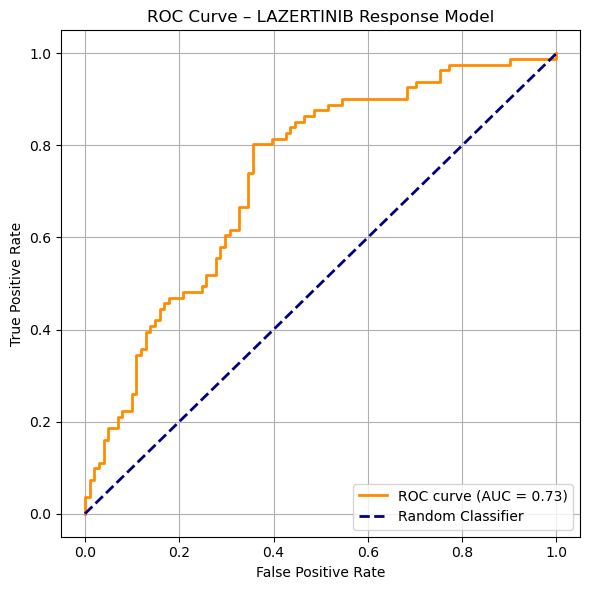 ROC Curve – LAZERTINIB Response Model
True Positive Rate
1.0
0.8
0.6
0.4
0.2
0.0
0.0 0.2 0.4 0.6 0.8 1.0
False Positive Rate
ROC curve (AUC = 0.73)
Random Classifier